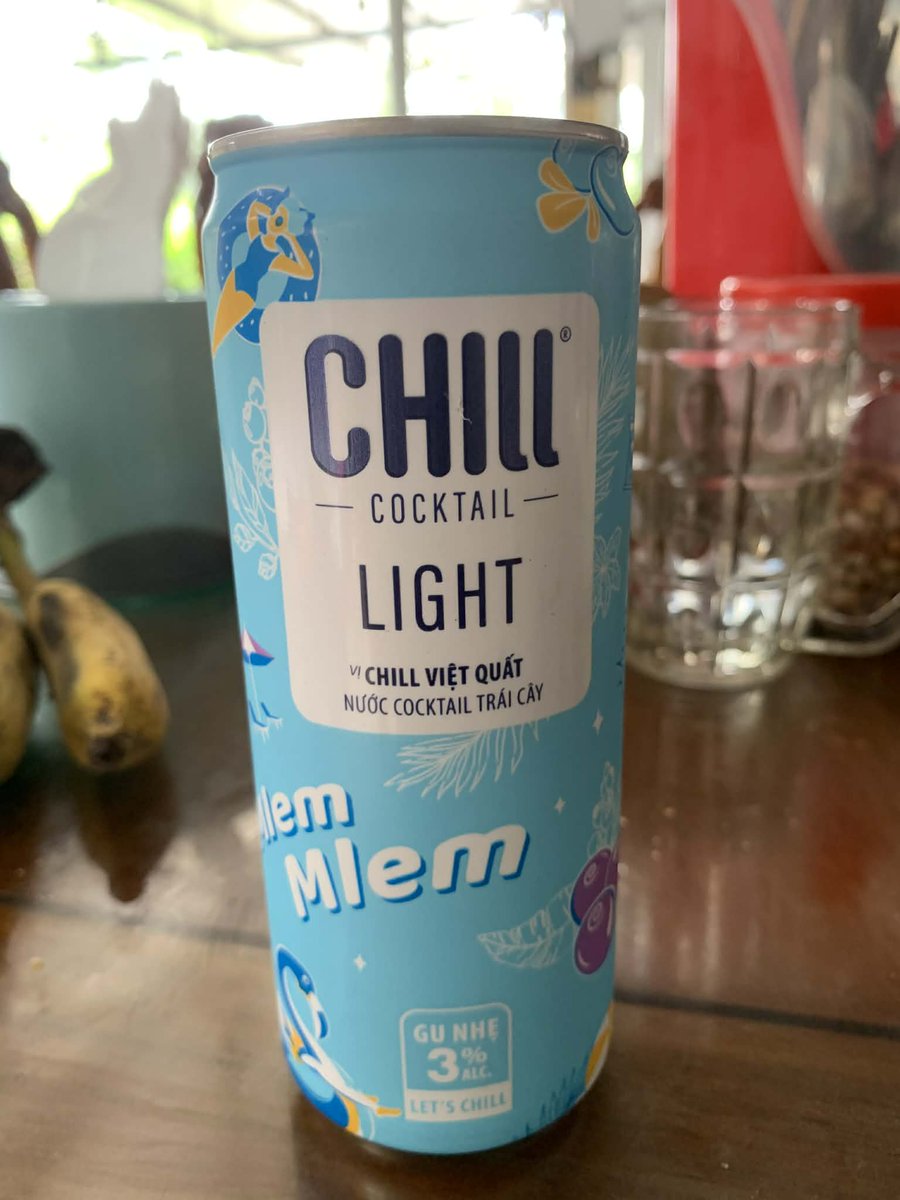 CHILL®
COCKTAIL
LIGHT
VỊ CHILL VIỆT QUẤT
NƯỚC COCKTAIL TRÁI CÂY
Mlem
GU NHẸ
3% ALC.
LET'S CHILL